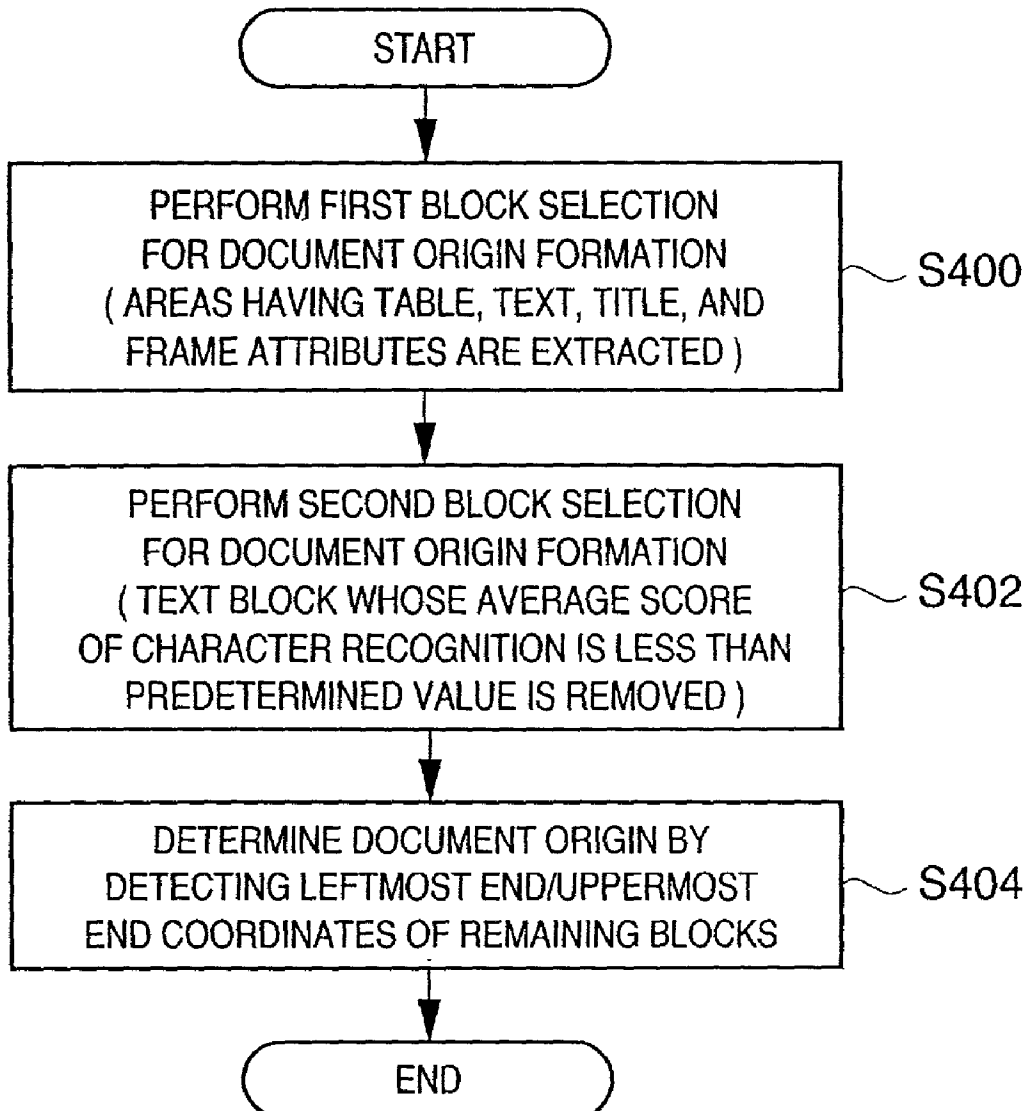 START
PERFORM FIRST BLOCK SELECTION
FOR DOCUMENT ORIGIN FORMATION
( AREAS HAVING TABLE, TEXT, TITLE, AND
FRAME ATTRIBUTES ARE EXTRACTED )
S400
PERFORM SECOND BLOCK SELECTION
FOR DOCUMENT ORIGIN FORMATION
( TEXT BLOCK WHOSE AVERAGE SCORE
OF CHARACTER RECOGNITION IS LESS THAN
PREDETERMINED VALUE IS REMOVED )
S402
DETERMINE DOCUMENT ORIGIN BY
DETECTING LEFTMOST END/UPPERMOST
END COORDINATES OF REMAINING BLOCKS
S404
END